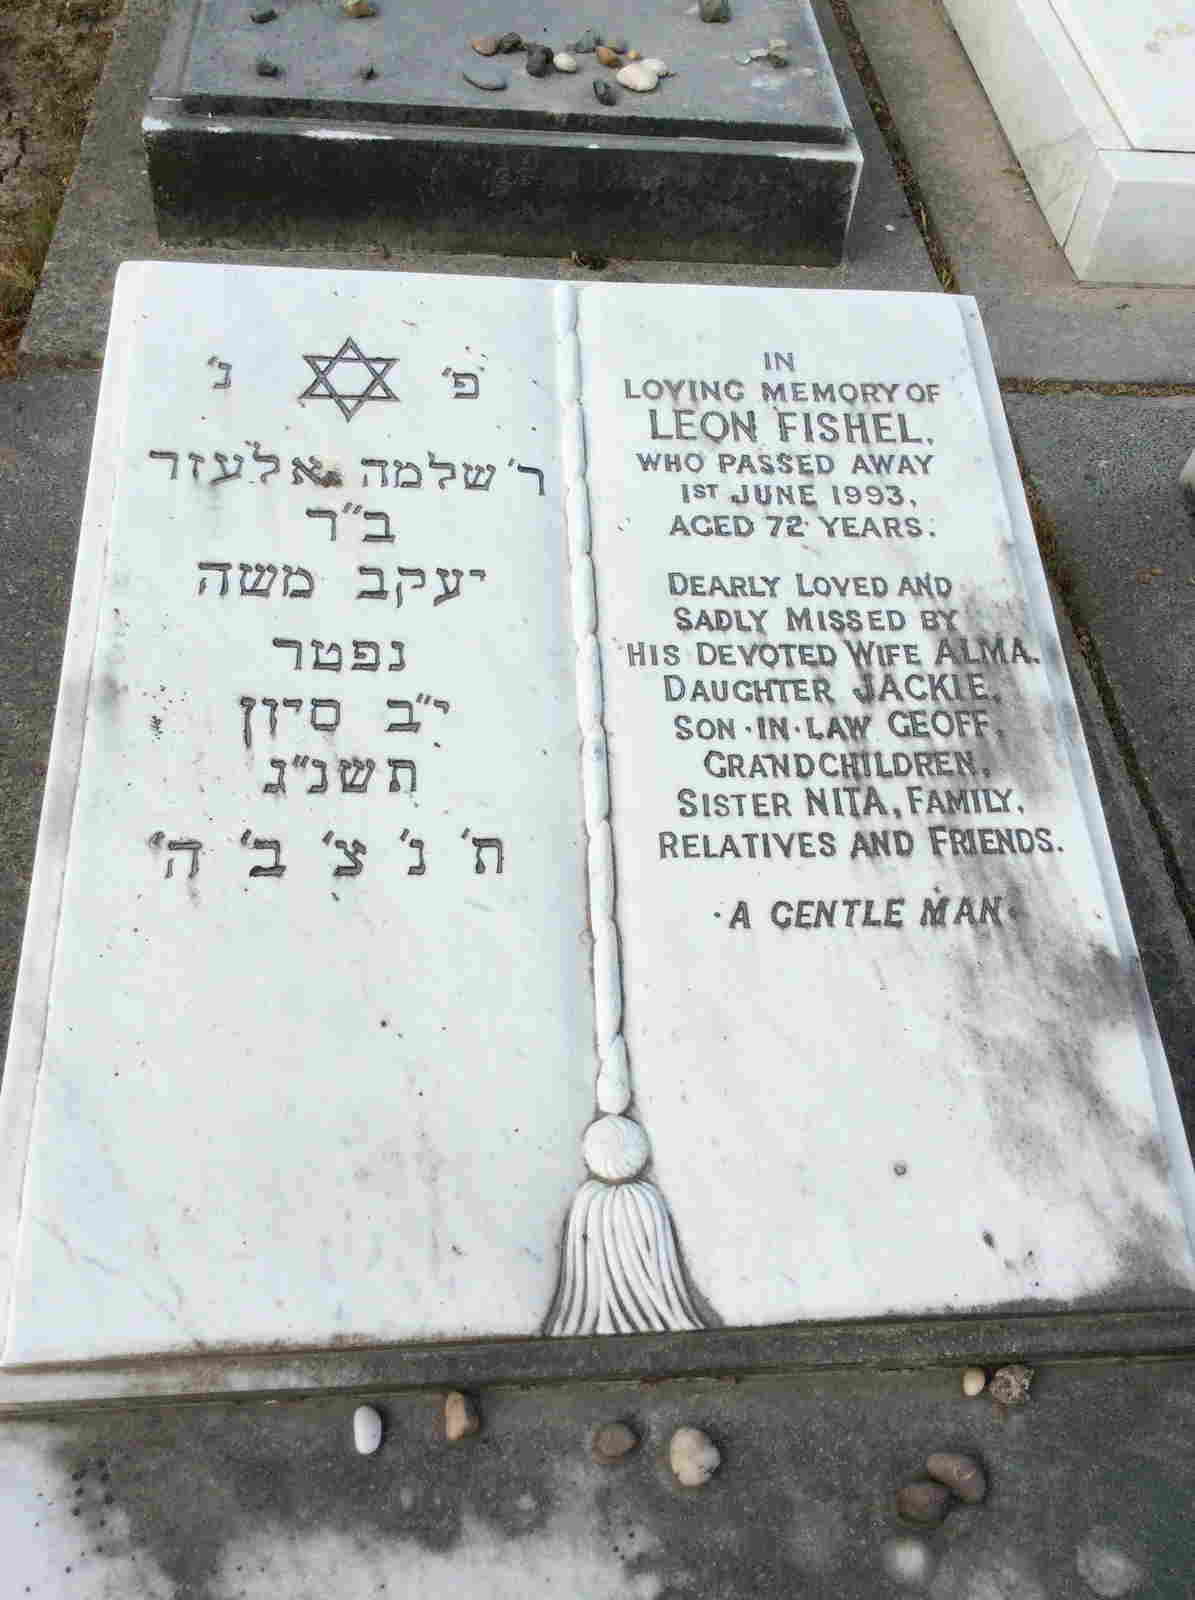 פ' נ'
ר' שלמה אלעזר
ב"ר
יעקב משה
נפטר
י"ב סיון
תשנ"ג
ת' נ' צ' ב' ה'
IN
LOVING MEMORY OF
LEON FISHEL,
WHO PASSED AWAY
1ST JUNE 1993,
AGED 72 YEARS.
DEARLY LOVED AND
SADLY MISSED BY
HIS DEVOTED WIFE ALMA,
DAUGHTER JACKIE,
SON·IN·LAW GEOFF,
GRANDCHILDREN,
SISTER NITA, FAMILY,
RELATIVES AND FRIENDS.
·A GENTLE MAN·